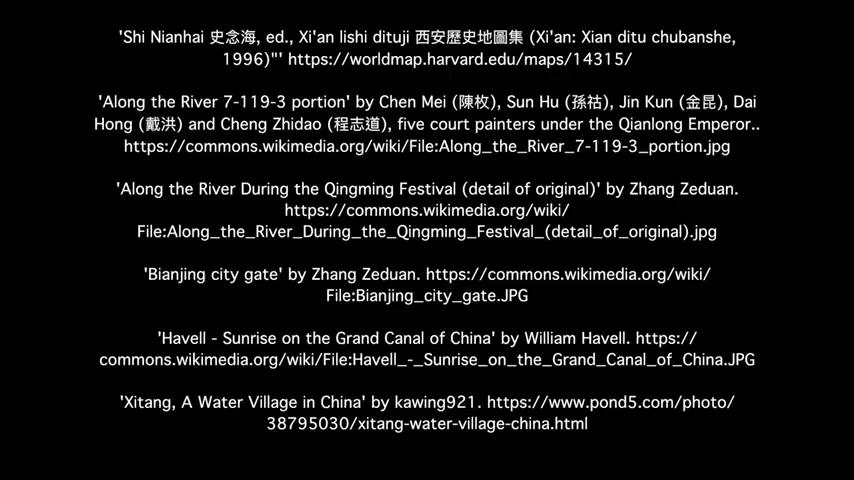 'Shi Nianhai 史念海, ed., Xi'an lishi dituji 西安歷史地圖集 (Xi'an: Xian ditu chubanshe,
1996)"' https://worldmap.harvard.edu/maps/14315/
'Along the River 7-119-3 portion' by Chen Mei (陳枚), Sun Hu (孫祜), Jin Kun (金昆), Dai
Hong (戴洪) and Cheng Zhidao (程志道), five court painters under the Qianlong Emperor..
https://commons.wikimedia.org/wiki/File:Along_the_River_7-119-3_portion.jpg
'Along the River During the Qingming Festival (detail of original)' by Zhang Zeduan.
https://commons.wikimedia.org/wiki/
File:Along_the_River_During_the_Qingming_Festival_(detail_of_original).jpg
'Bianjing city gate' by Zhang Zeduan. https://commons.wikimedia.org/wiki/
File:Bianjing_city_gate.JPG
'Havell - Sunrise on the Grand Canal of China' by William Havell. https://
commons.wikimedia.org/wiki/File:Havell_-_Sunrise_on_the_Grand_Canal_of_China.JPG
'Xitang, A Water Village in China' by kawing921. https://www.pond5.com/photo/
38795030/xitang-water-village-china.html